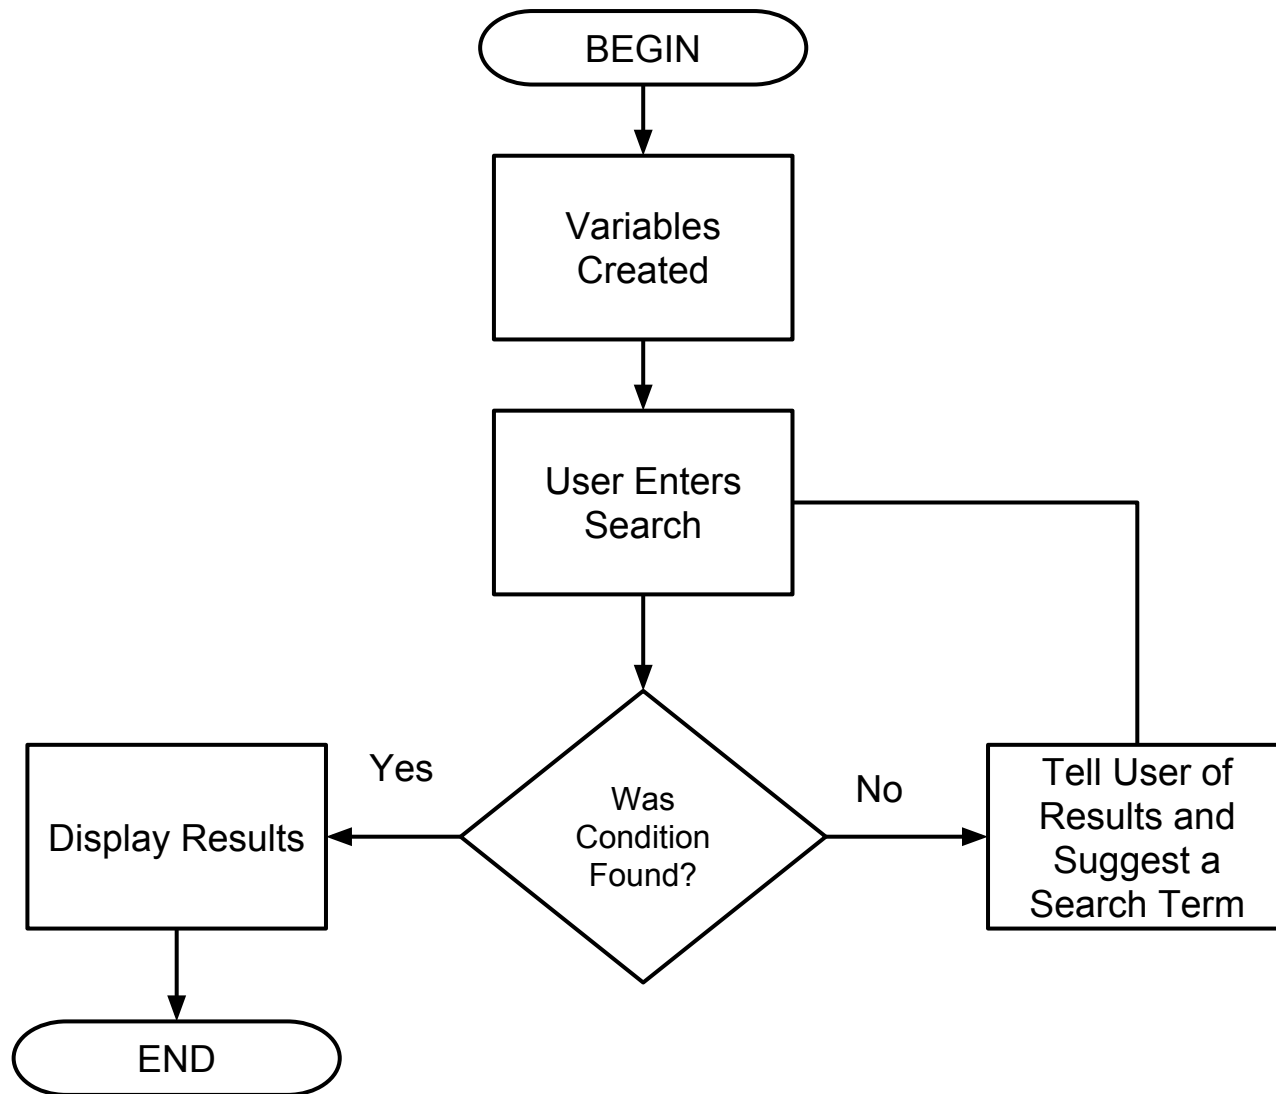 BEGIN
Variables
Created
User Enters
Search
Yes
No
Was
Condition
Found?
Display Results
Tell User of
Results and
Suggest a
Search Term
END